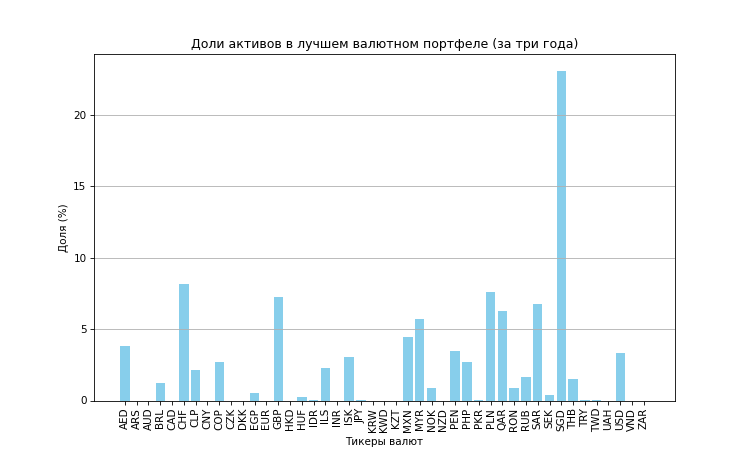 Доли активов в лучшем валютном портфеле (за три года)
Доля (%)
20
15
10
5
0
AED ARS AUD BRL CAD CHF CLP CNY COP CZK DKK EGP EUR GBP HKD HUF IDR ILS INR ISK JPY KRW KWD KZT MXN MYR NOK NZD PEN PHP PKR PLN QAR RON RUB SAR SEK SGD THB TRY TWD UAH USD VND ZAR
Тикеры валют